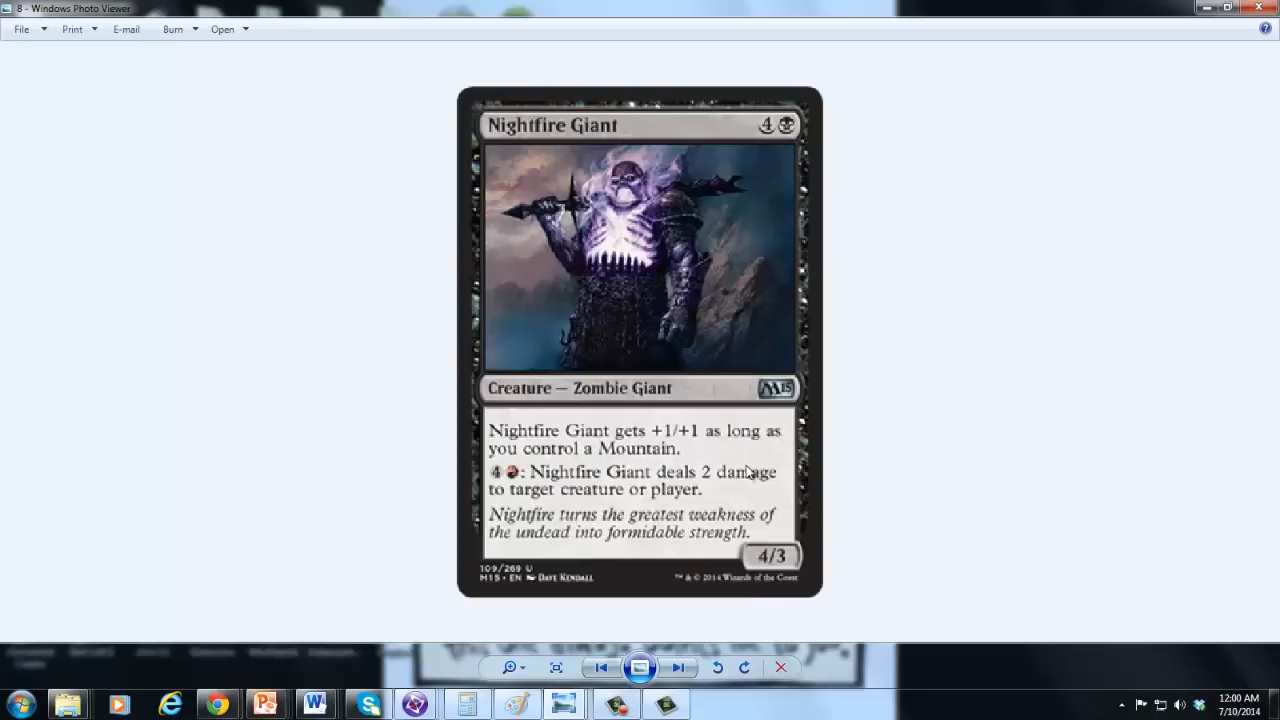 8 - Windows Photo Viewer
File Print E-mail Burn Open
Nightfire Giant 4
Creature — Zombie Giant M15
Nightfire Giant gets +1/+1 as long as
you control a Mountain.
4 : Nightfire Giant deals 2 damage
to target creature or player.
Nightfire turns the greatest weakness of
the undead into formidable strength.
4/3
109/269 U
M15 • EN Dave Kendall ™ & © 2014 Wizards of the Coast
12:00 AM
7/10/2014